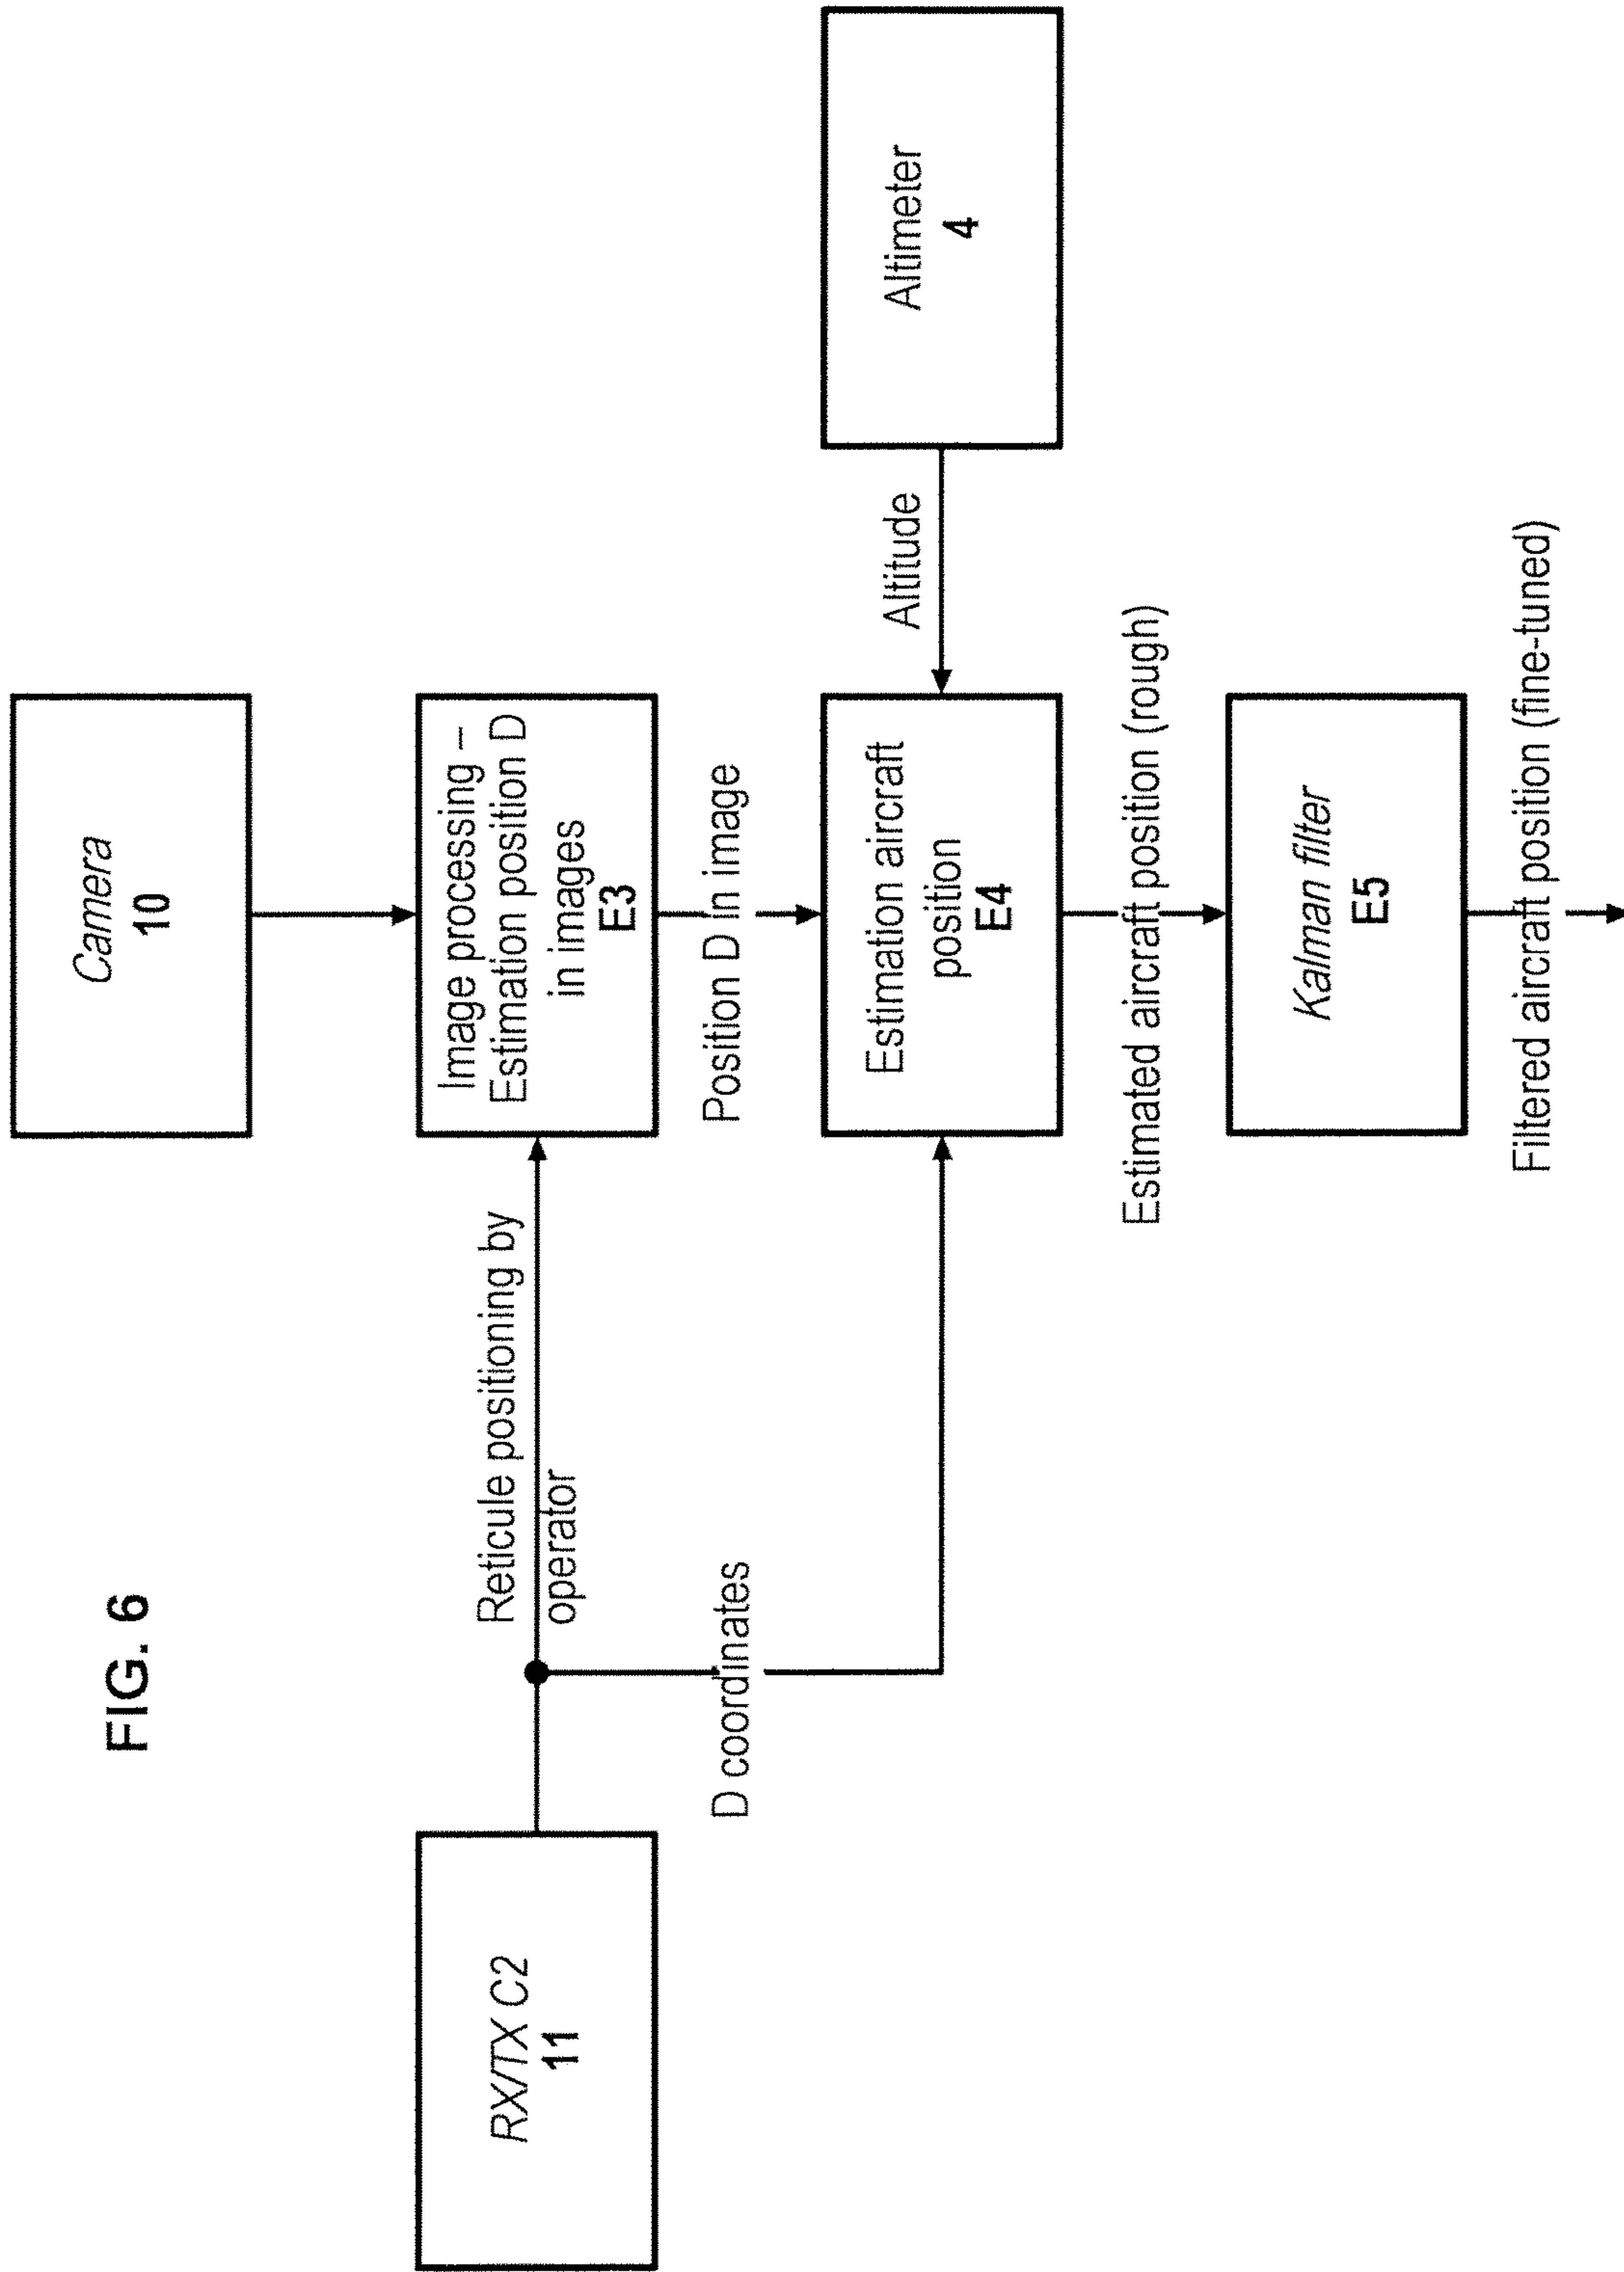 FIG. 6
Camera
10
RX/TX C2
11
Reticule positioning by
operator
Image processing –
Estimation position D
in images
E3
D coordinates
Position D in image
Estimation aircraft
position
E4
Altitude
Altimeter
4
Estimated aircraft position (rough)
Kalman filter
E5
Filtered aircraft position (fine-tuned)